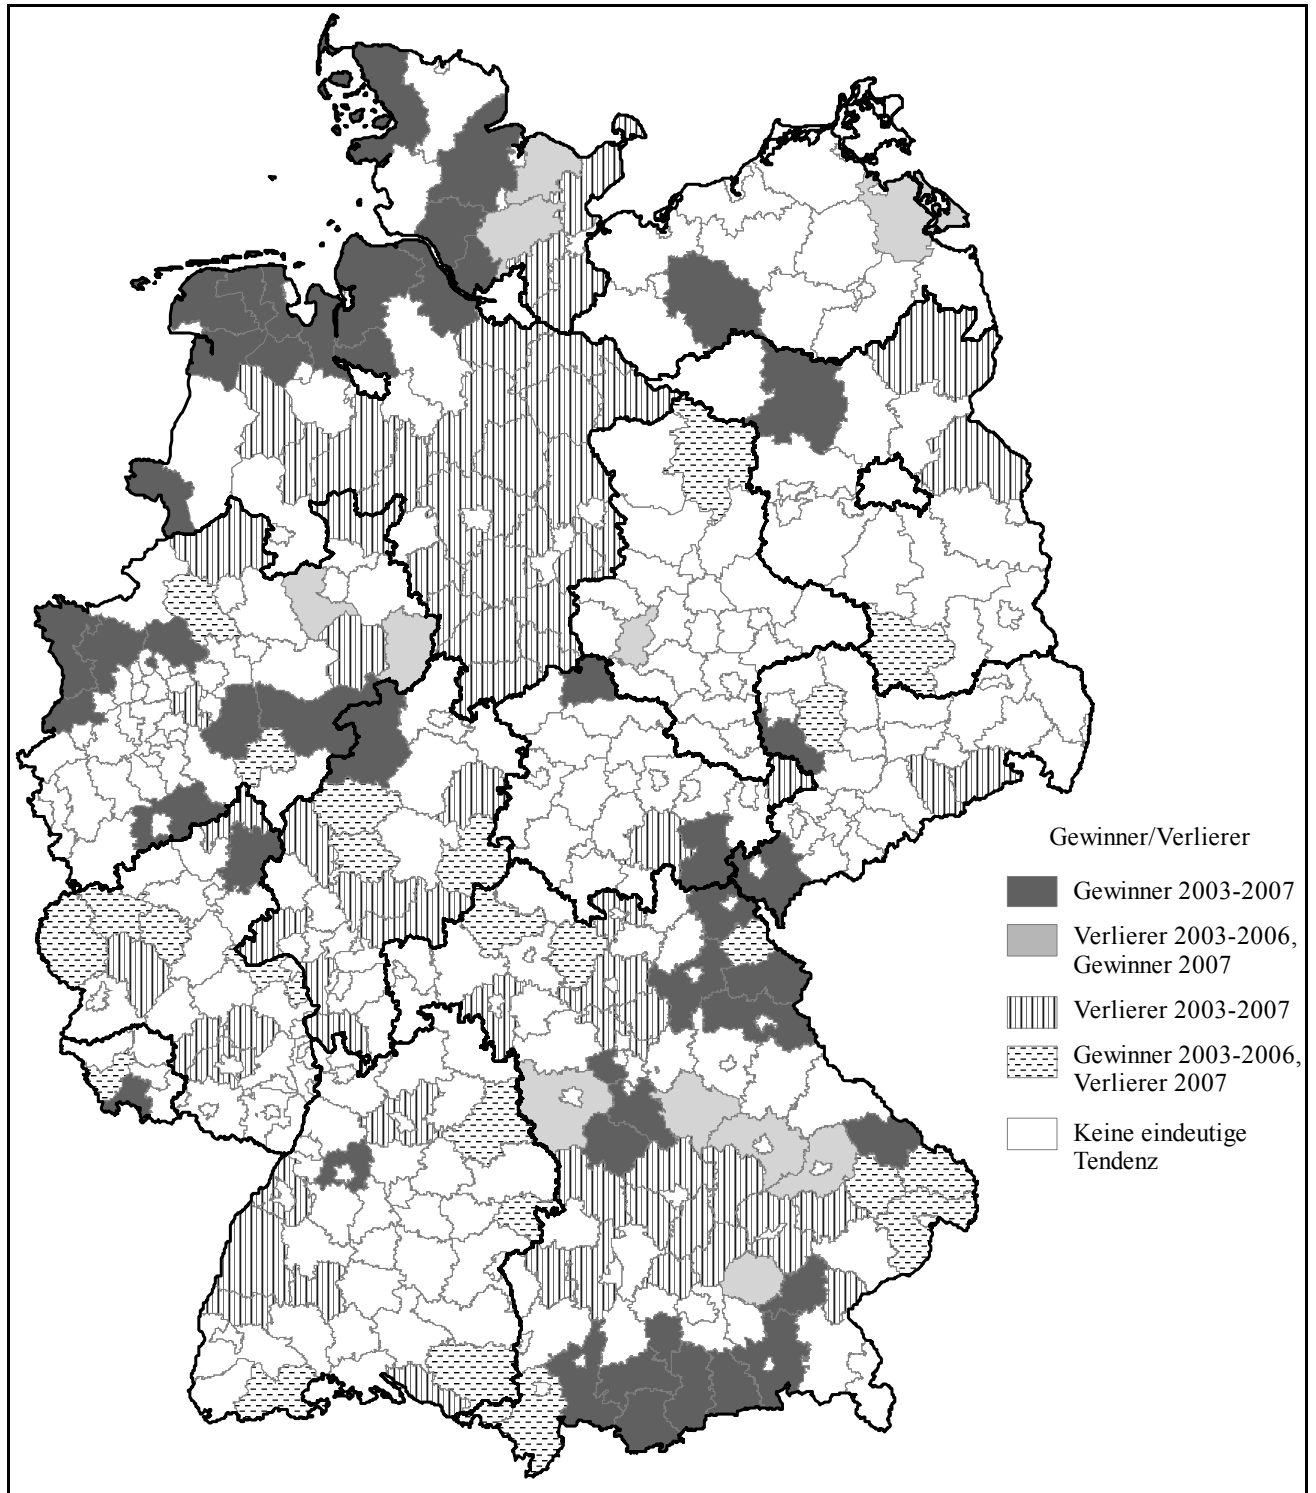 Gewinner/Verlierer
Gewinner 2003-2007
Verlierer 2003-2006,
Gewinner 2007
Verlierer 2003-2007
Gewinner 2003-2006,
Verlierer 2007
Keine eindeutige
Tendenz